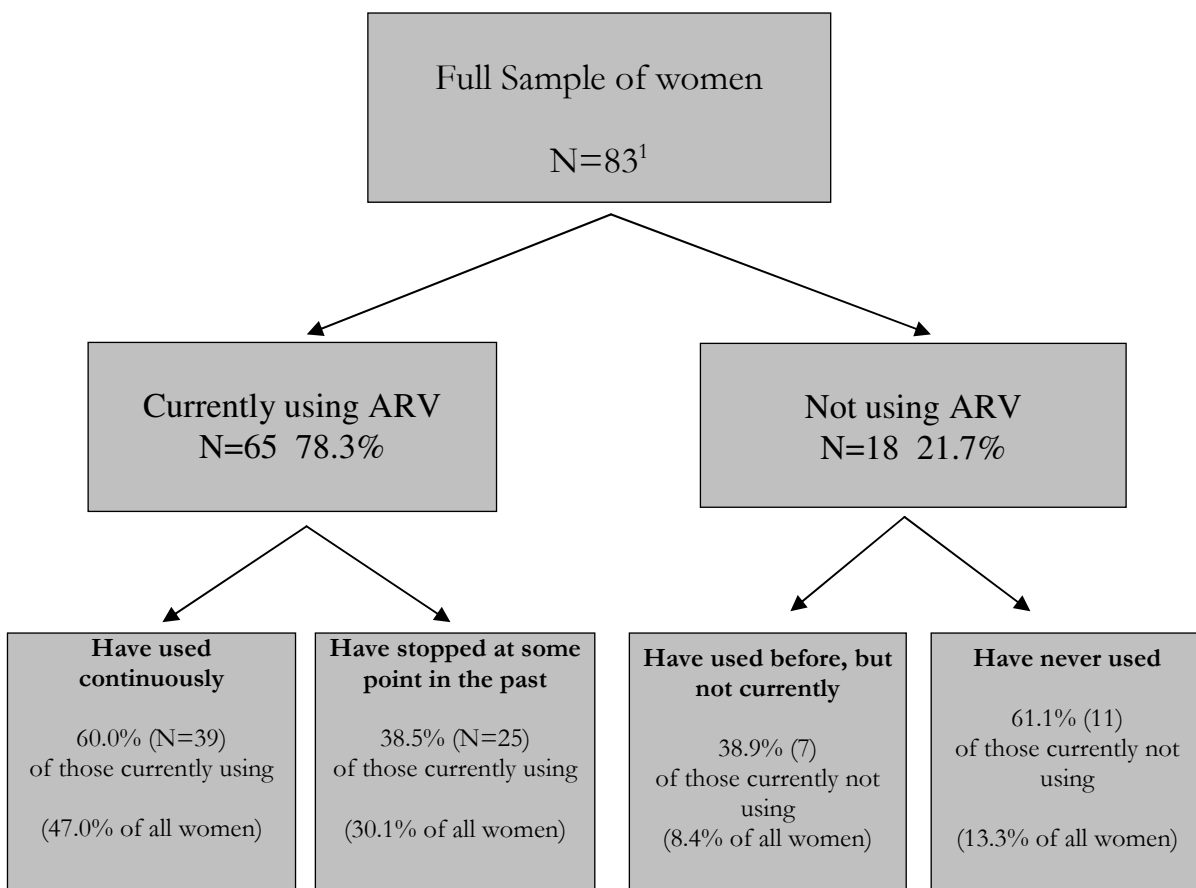 Full Sample of women
N=83¹
Currently using ARV
N=65 78.3%
Not using ARV
N=18 21.7%
Have used
continuously
60.0% (N=39)
of those currently using
(47.0% of all women)
Have stopped at some
point in the past
38.5% (N=25)
of those currently using
(30.1% of all women)
Have used before, but
not currently
38.9% (7)
of those currently not
using
(8.4% of all women)
Have never used
61.1% (11)
of those currently not
using
(13.3% of all women)